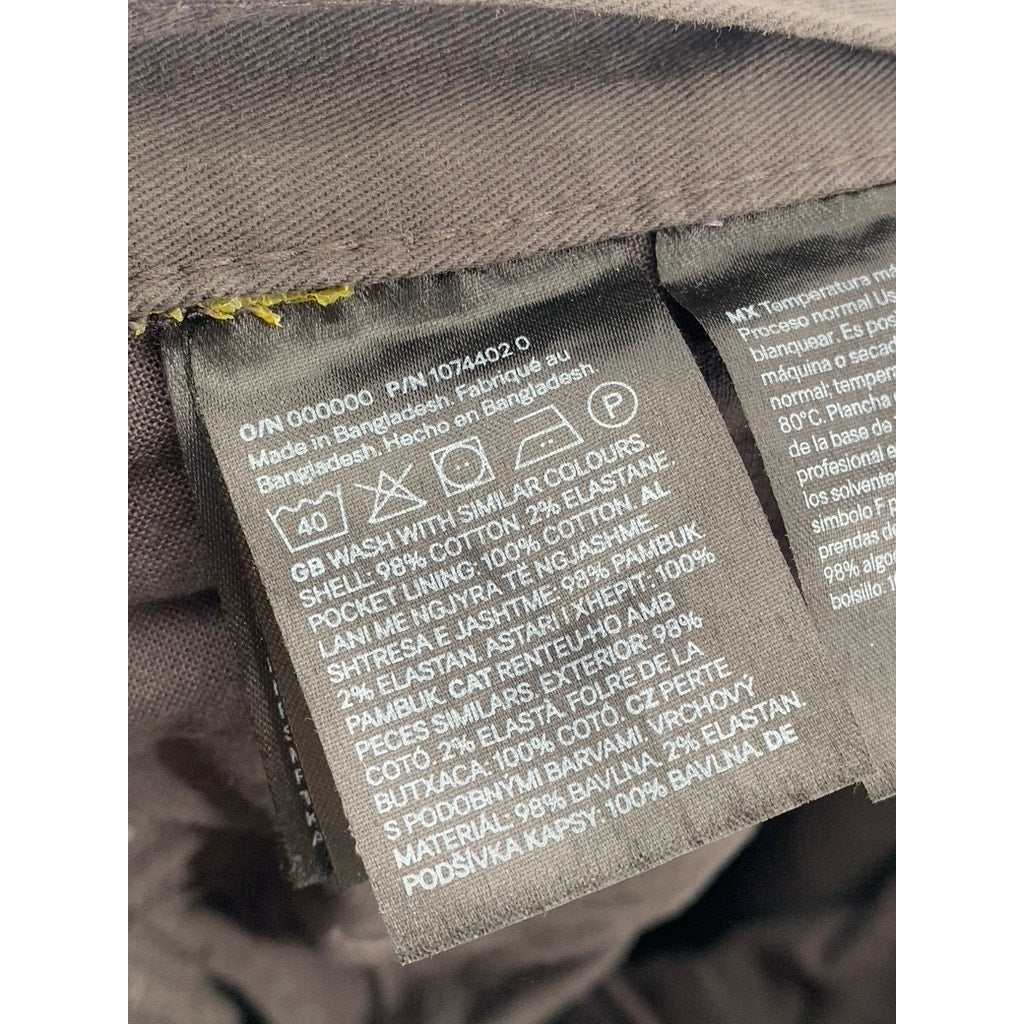 O/N 000000 P/N 1074402 0
Made in Bangladesh. Fabriqué au
Bangladesh. Hecho en Bangladesh
40
P
GB WASH WITH SIMILAR COLOURS.
SHELL: 98% COTTON. 2% ELASTANE.
POCKET LINING: 100% COTTON. AL
LANI ME NGJYRA TË NGJASHME.
SHTRESA E JASHTME: 98% PAMBUK
2% ELASTAN. ASTARI I XHEPIT: 100%
PAMBUK. CAT RENTEU-HO AMB
PECES SIMILARS. EXTERIOR: 98%
COTÓ. 2% ELASTÀ. FOLRE DE LA
BUTXACA: 100% COTÓ. CZ PERTE
S PODOBNÝMI BARVAMI. VRCHOVÝ
MATERIÁL: 98% BAVLNA. 2% ELASTAN.
PODŠÍVKA KAPSY: 100% BAVLNA. DE
MX Temperatura má
Proceso normal Us
blanquear. Es pos
máquina o secad
normal; temper
80°C. Plancha
de la base de
profesional e
los solvente
símbolo F p
prendas de
98% algo
bolsillo: 1